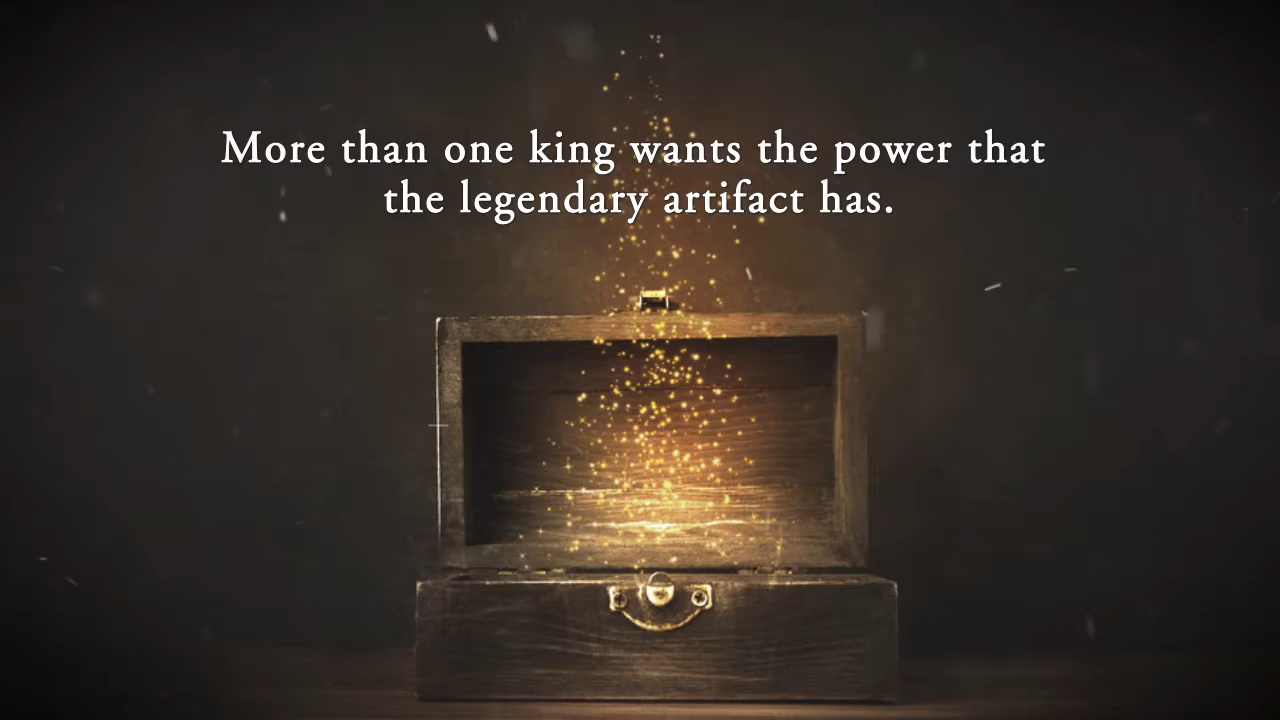 More than one king wants the power that
the legendary artifact has.